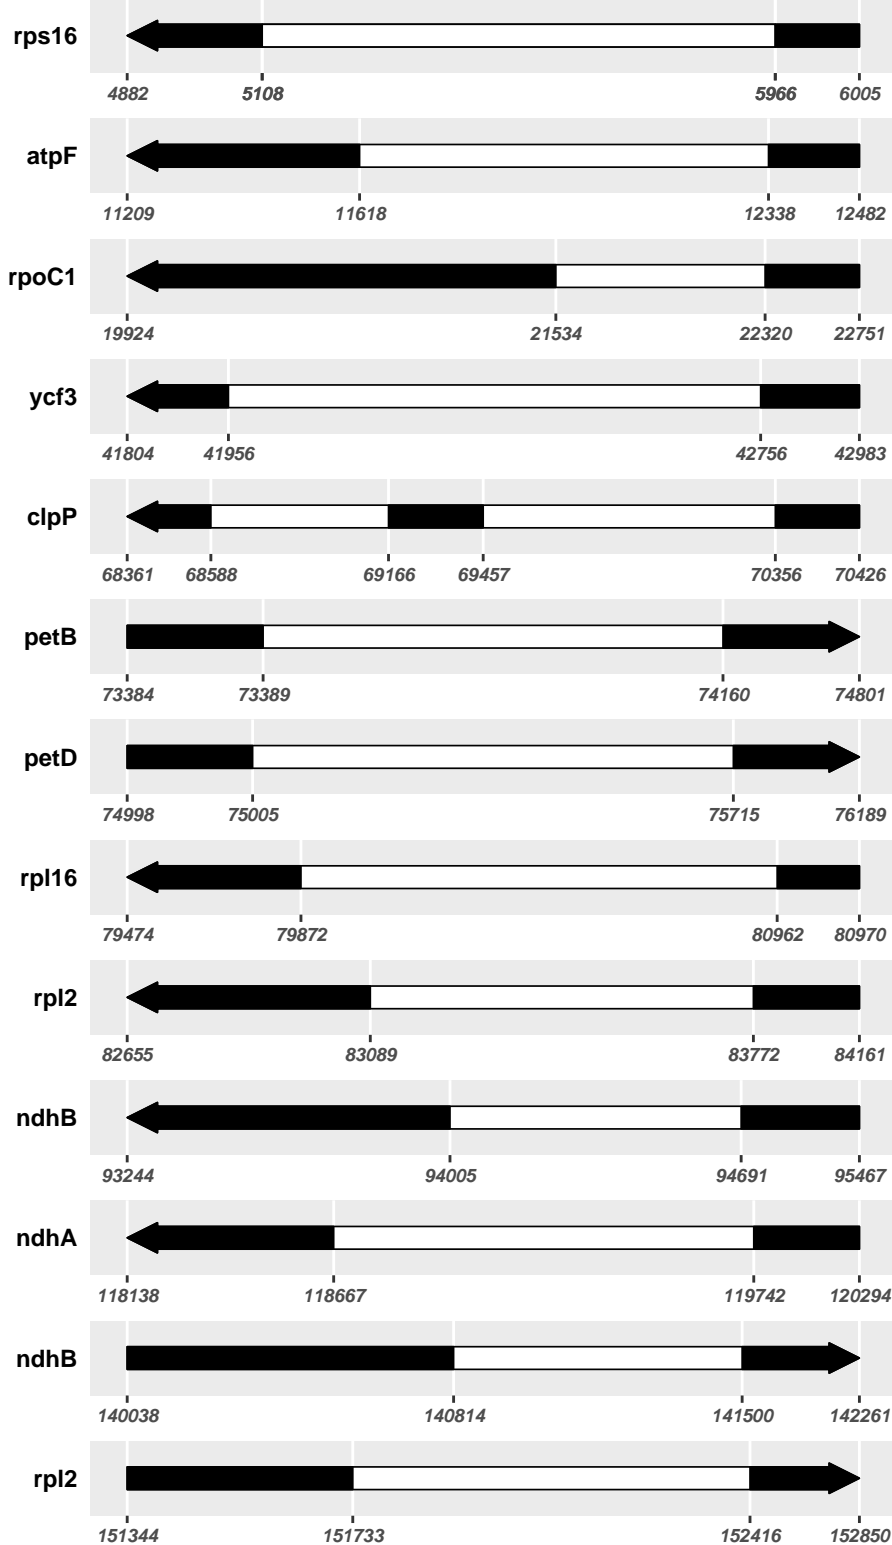 rps16
4882 5108 5966 6005
atpF
11209 11618 12338 12482
rpoC1
19924 21534 22320 22751
ycf3
41804 41956 42756 42983
clpP
68361 68588 69166 69457 70356 70426
petB
73384 73389 74160 74801
petD
74998 75005 75715 76189
rpl16
79474 79872 80962 80970
rpl2
82655 83089 83772 84161
ndhB
93244 94005 94691 95467
ndhA
118138 118667 119742 120294
ndhB
140038 140814 141500 142261
rpl2
151344 151733 152416 152850